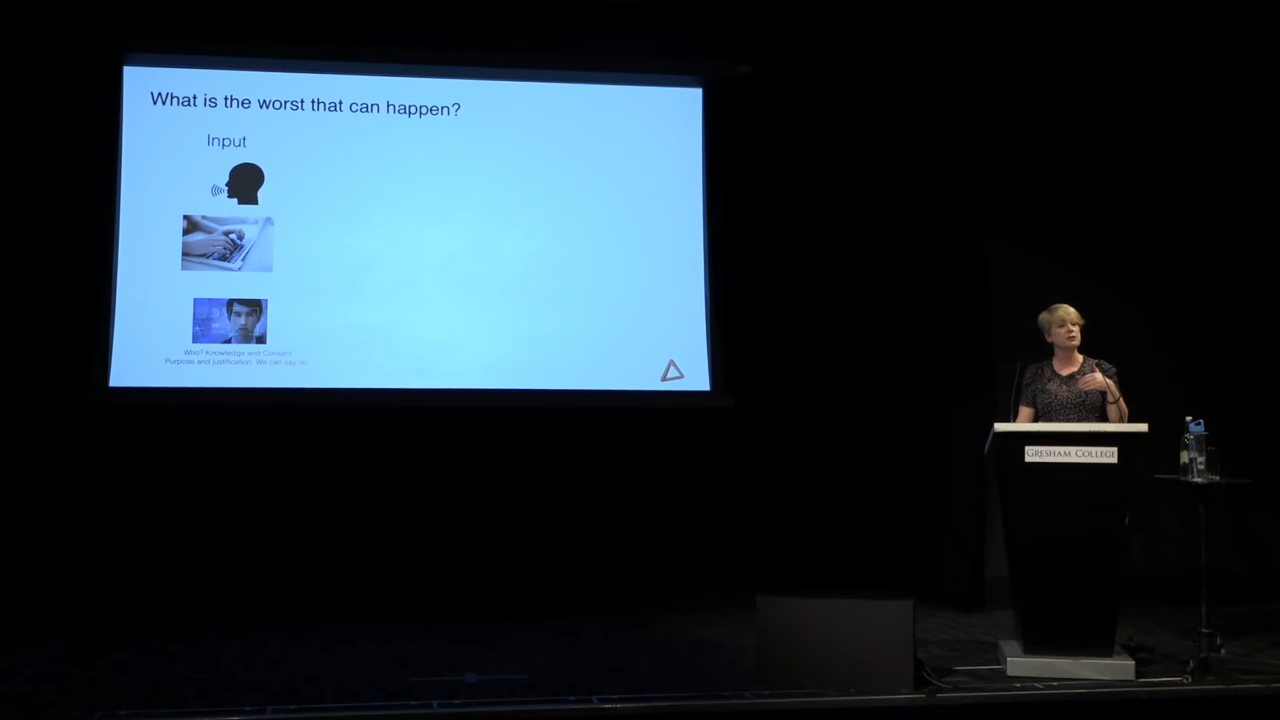 What is the worst that can happen?
Input
Who? Knowledge and Consent
Purpose and justification. We can say no...
GRESHAM COLLEGE